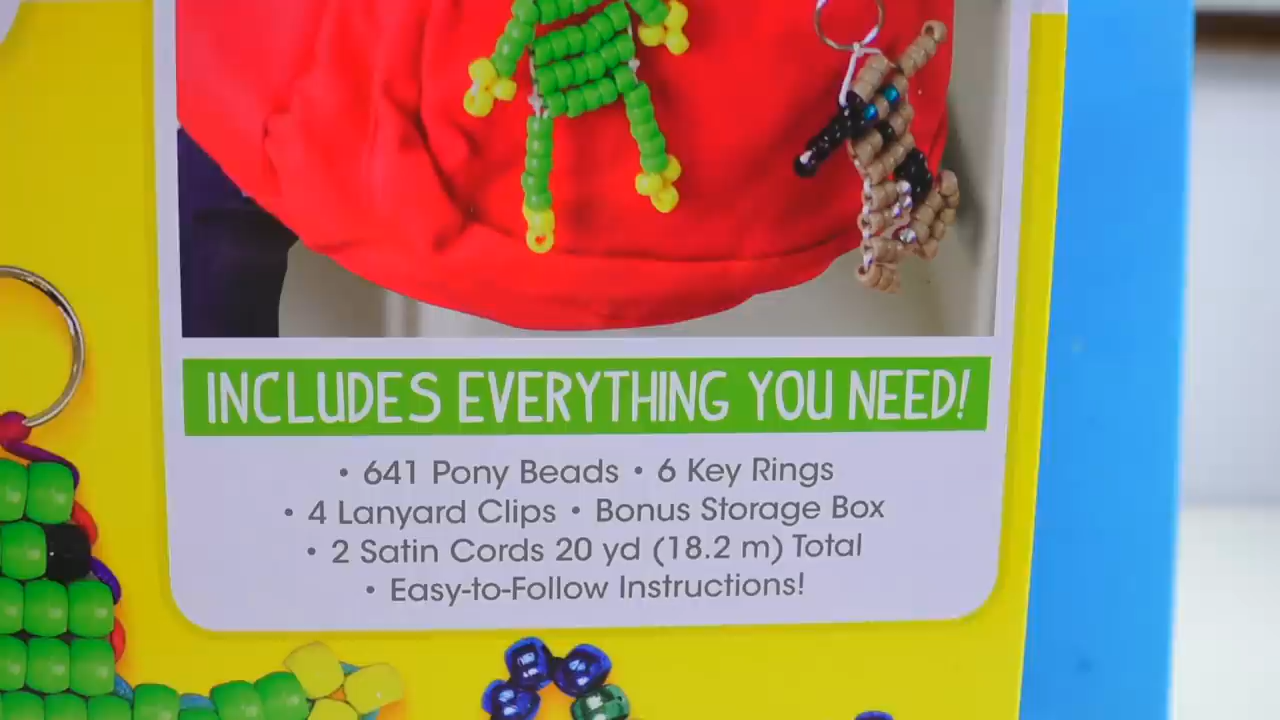 INCLUDES EVERYTHING YOU NEED!
• 641 Pony Beads • 6 Key Rings
• 4 Lanyard Clips • Bonus Storage Box
• 2 Satin Cords 20 yd (18.2 m) Total
• Easy-to-Follow Instructions!